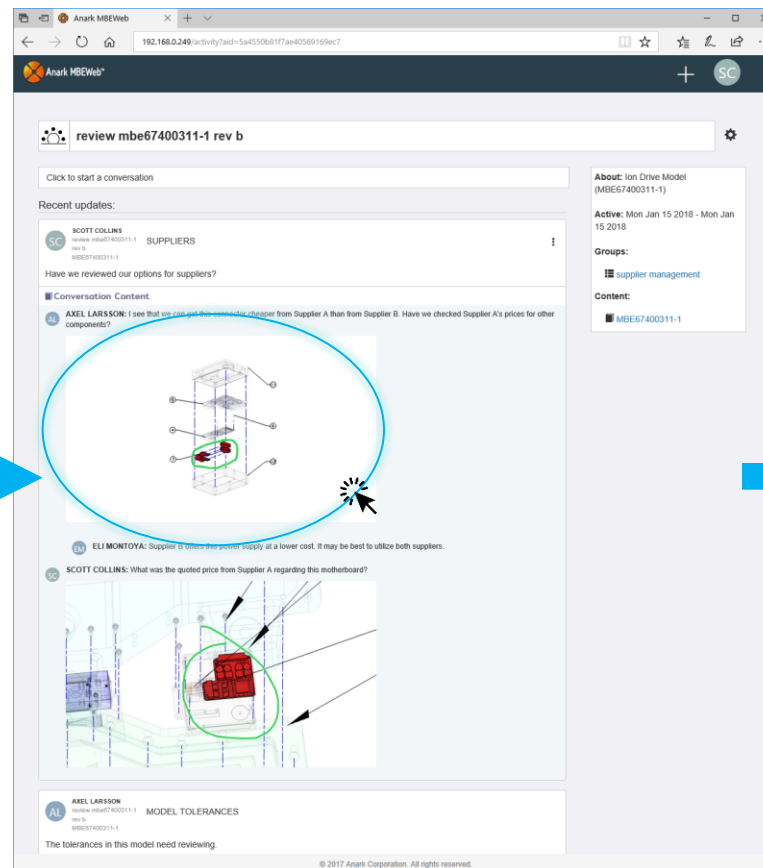 Anark MBEWeb
192.168.0.249/activity?aid=5a4550b81f7ae40569169ec7
Anark MBEWeb™
SC
review mbe67400311-1 rev b
Click to start a conversation
Recent updates:
SC
SCOTT COLLINS
review mbe67400311-1
rev b
MBE67400311-1
SUPPLIERS
Have we reviewed our options for suppliers?
Conversation Content
AL
AXEL LARSSON: I see that we can get this connector cheaper from Supplier A than from Supplier B. Have we checked Supplier A's prices for other
components?
EM
ELI MONTOYA: Supplier B offers this power supply at a lower cost. It may be best to utilize both suppliers.
SC
SCOTT COLLINS: What was the quoted price from Supplier A regarding this motherboard?
AL
AXEL LARSSON
review mbe67400311-1
rev b
MBE67400311-1
MODEL TOLERANCES
The tolerances in this model need reviewing.
About: Ion Drive Model
(MBE67400311-1)
Active: Mon Jan 15 2018 - Mon Jan
15 2018
Groups:
supplier management
Content:
MBE67400311-1
© 2017 Anark Corporation. All rights reserved.